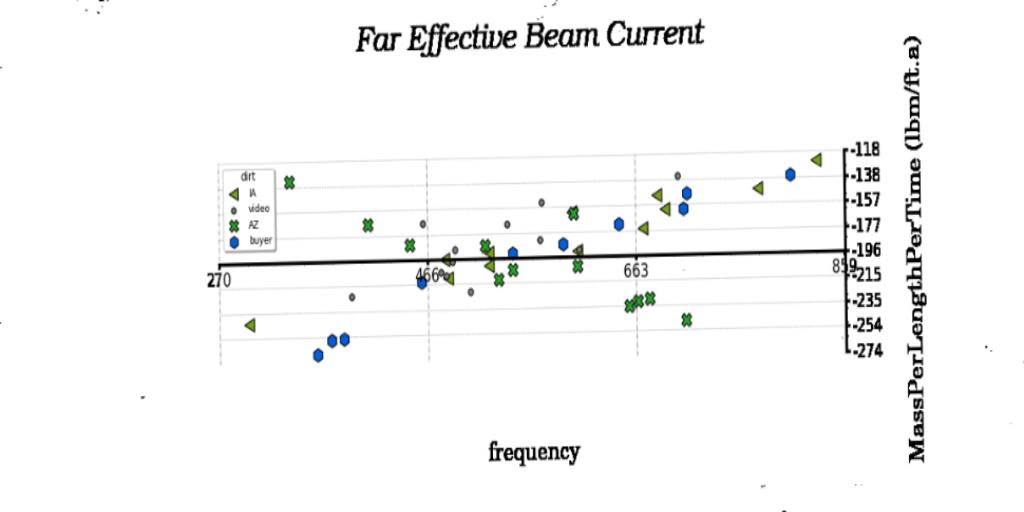 Far Effective Beam Current
dirt
IA
video
AZ
buyer
270
466
663
859
-118
-138
-157
-177
-196
-215
-235
-254
-274
frequency
MassPerLengthPerTime (lbm/ft.a)